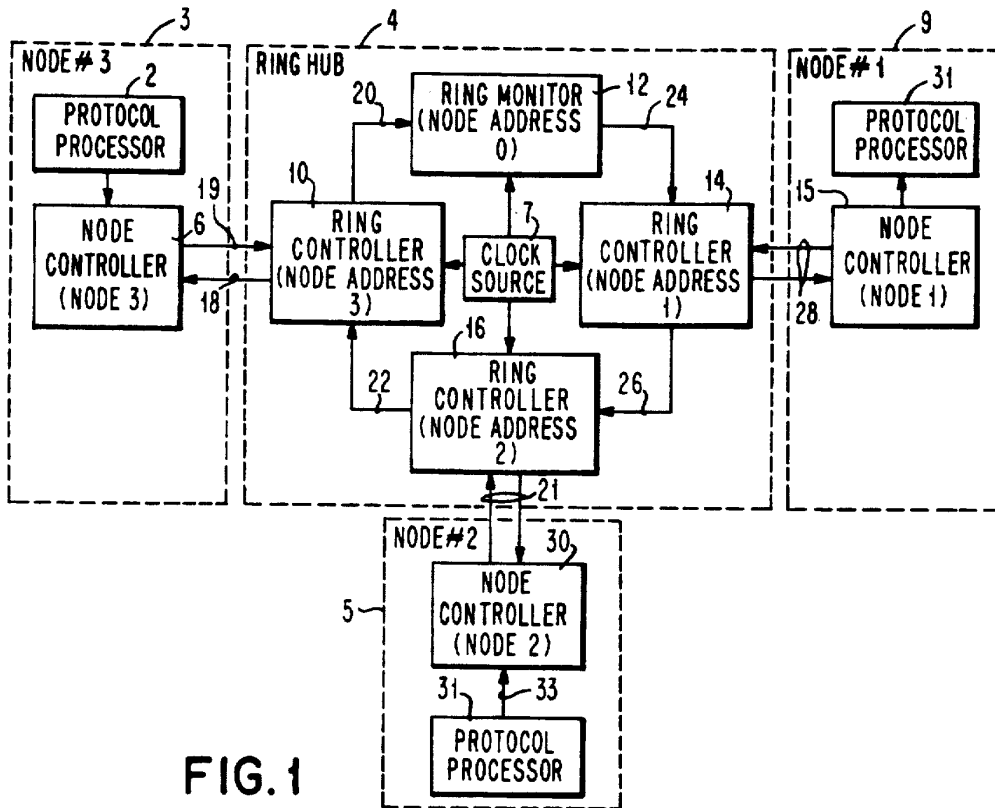 3
4
9
NODE# 3
2
PROTOCOL
PROCESSOR
NODE
CONTROLLER
(NODE 3)
6
19
18
RING HUB
20
RING MONITOR
(NODE ADDRESS
0)
12
24
10
RING
CONTROLLER
(NODE ADDRESS
3)
7
CLOCK
SOURCE
14
RING
CONTROLLER
(NODE ADDRESS
1)
16
RING
CONTROLLER
(NODE ADDRESS
2)
22
26
21
NODE# 1
31
PROTOCOL
PROCESSOR
15
NODE
CONTROLLER
(NODE 1)
28
NODE#2
30
NODE
CONTROLLER
(NODE 2)
5
31
33
PROTOCOL
PROCESSOR
FIG. 1